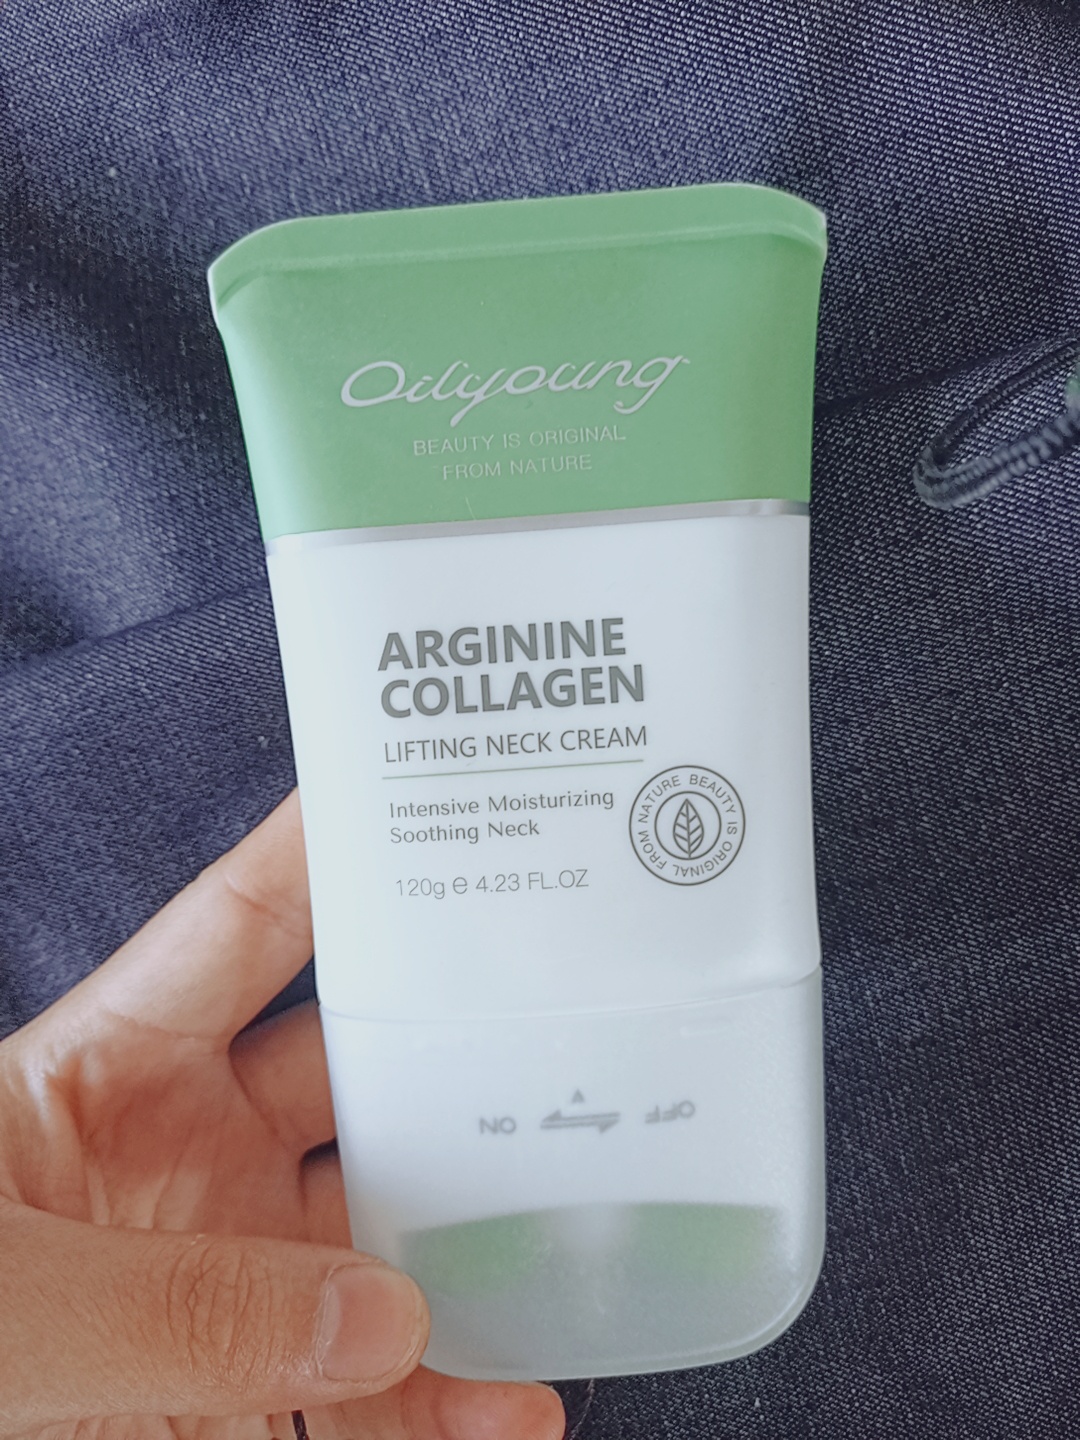 Oilyoung
BEAUTY IS ORIGINAL
FROM NATURE
ARGININE
COLLAGEN
LIFTING NECK CREAM
Intensive Moisturizing
Soothing Neck
120g ℮ 4.23 FL.OZ
FROM NATURE BEAUTY IS ORIGINAL
OFF
ON